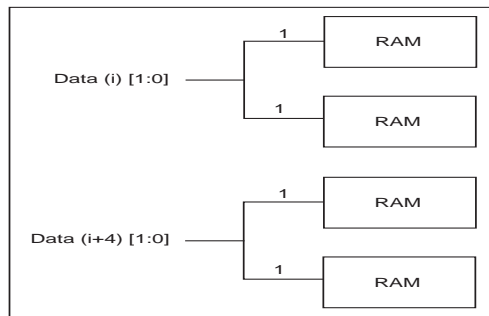 1
RAM
Data (i) [1:0]
1
RAM
1
RAM
Data (i+4) [1:0]
1
RAM